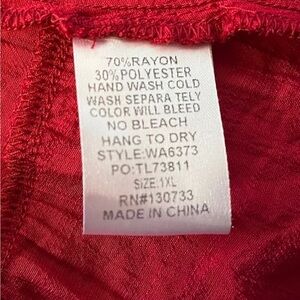 70%RAYON
30%POLYESTER
HAND WASH COLD
WASH SEPARA TELY
COLOR WILL BLEED
NO BLEACH
HANG TO DRY
STYLE:WA6373
PO:TL73811
SIZE:1XL
RN#130733
MADE IN CHINA